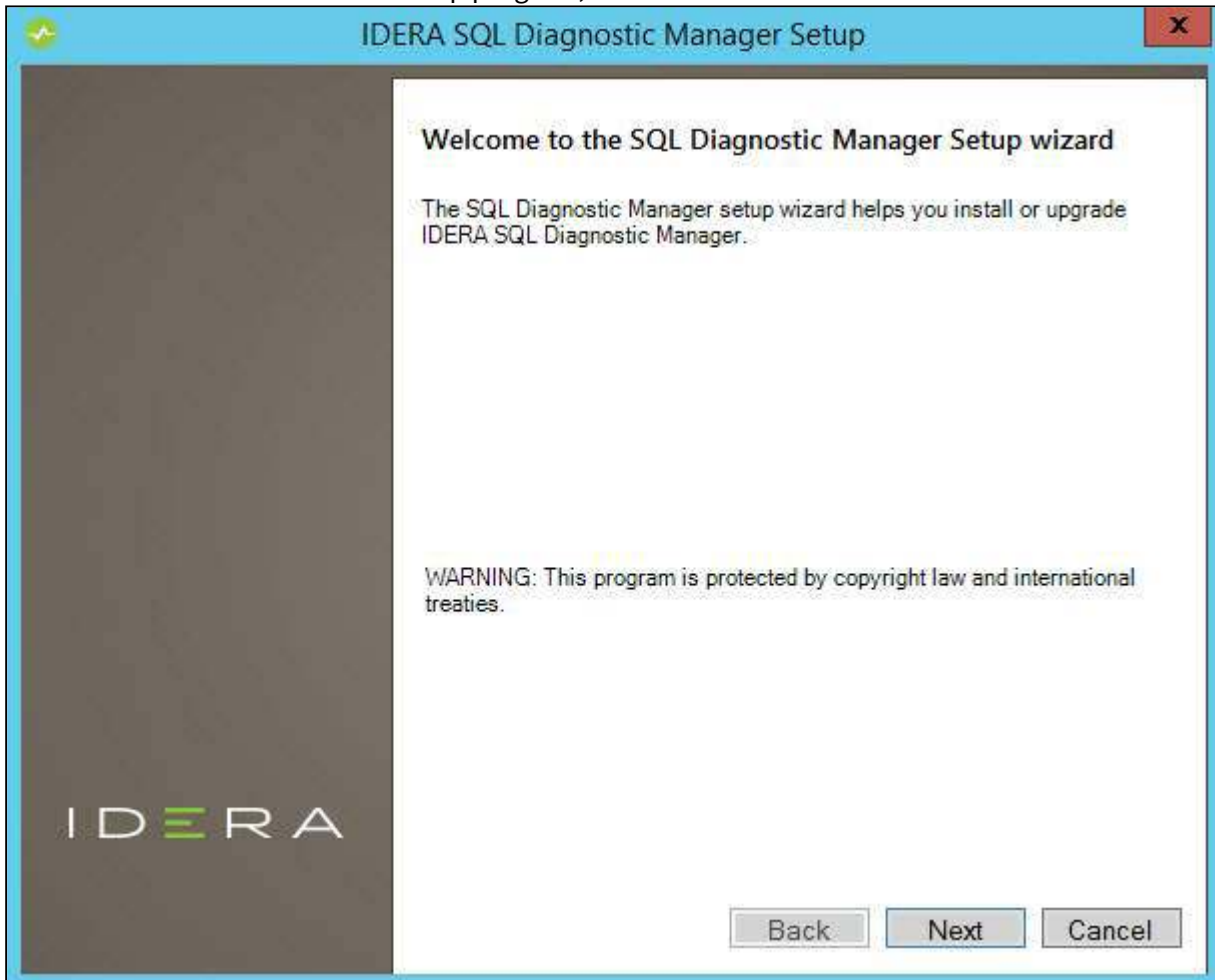 IDERA SQL Diagnostic Manager Setup
X
Welcome to the SQL Diagnostic Manager Setup wizard
The SQL Diagnostic Manager setup wizard helps you install or upgrade
IDERA SQL Diagnostic Manager.
WARNING: This program is protected by copyright law and international
treaties.
IDERA
Back Next Cancel